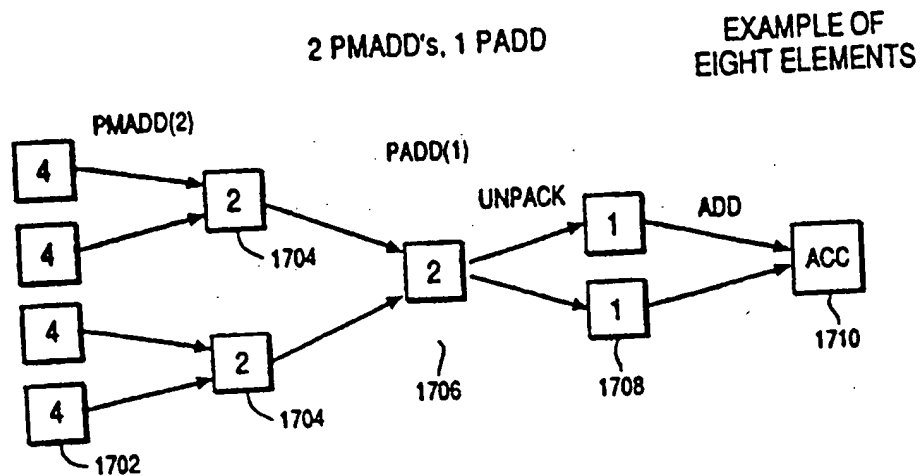 2 PMADD's, 1 PADD
EXAMPLE OF
EIGHT ELEMENTS
PMADD(2)
PADD(1)
UNPACK
ADD
4
4
4
4
2
2
2
1
1
ACC
1702
1704
1704
1706
1708
1710